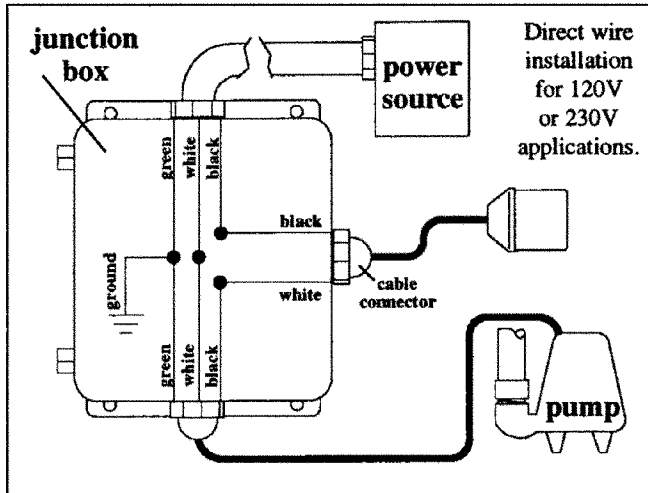 junction
box
power
source
Direct wire
installation
for 120V
or 230V
applications.
green
white
black
black
ground
white
cable
connector
green
white
black
pump